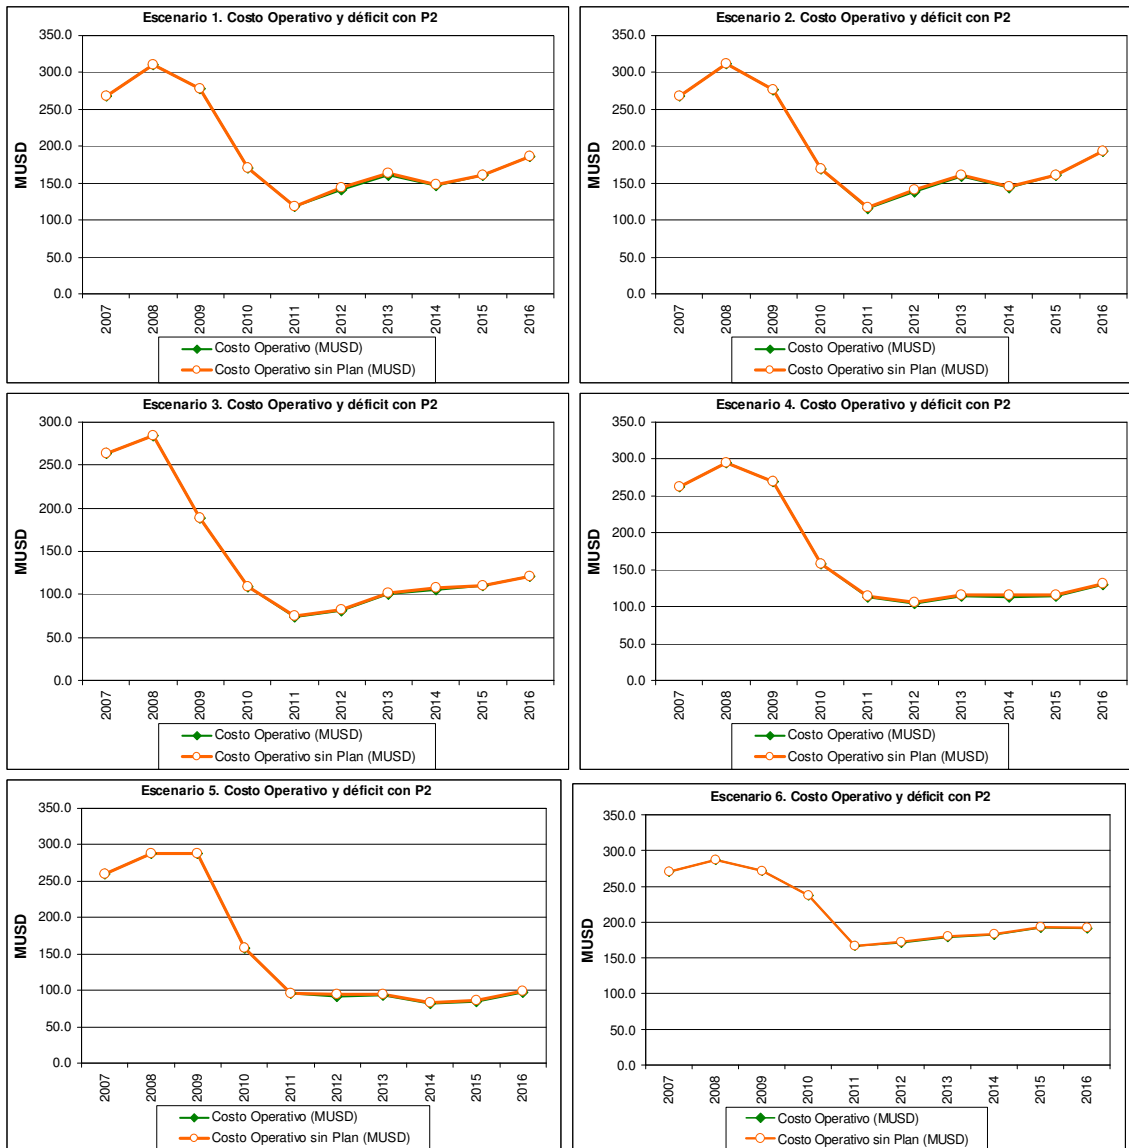 Escenario 1. Costo Operativo y déficit con P2
350.0
300.0
250.0
200.0
150.0
100.0
50.0
0.0
MUSD
2007 2008 2009 2010 2011 2012 2013 2014 2015 2016
Costo Operativo (MUSD)
Costo Operativo sin Plan (MUSD)
Escenario 2. Costo Operativo y déficit con P2
350.0
300.0
250.0
200.0
150.0
100.0
50.0
0.0
MUSD
2007 2008 2009 2010 2011 2012 2013 2014 2015 2016
Costo Operativo (MUSD)
Costo Operativo sin Plan (MUSD)
Escenario 3. Costo Operativo y déficit con P2
300.0
250.0
200.0
150.0
100.0
50.0
0.0
MUSD
2007 2008 2009 2010 2011 2012 2013 2014 2015 2016
Costo Operativo (MUSD)
Costo Operativo sin Plan (MUSD)
Escenario 4. Costo Operativo y déficit con P2
350.0
300.0
250.0
200.0
150.0
100.0
50.0
0.0
MUSD
2007 2008 2009 2010 2011 2012 2013 2014 2015 2016
Costo Operativo (MUSD)
Costo Operativo sin Plan (MUSD)
Escenario 5. Costo Operativo y déficit con P2
350.0
300.0
250.0
200.0
150.0
100.0
50.0
0.0
MUSD
2007 2008 2009 2010 2011 2012 2013 2014 2015 2016
Costo Operativo (MUSD)
Costo Operativo sin Plan (MUSD)
Escenario 6. Costo Operativo y déficit con P2
350.0
300.0
250.0
200.0
150.0
100.0
50.0
0.0
MUSD
2007 2008 2009 2010 2011 2012 2013 2014 2015 2016
Costo Operativo (MUSD)
Costo Operativo sin Plan (MUSD)